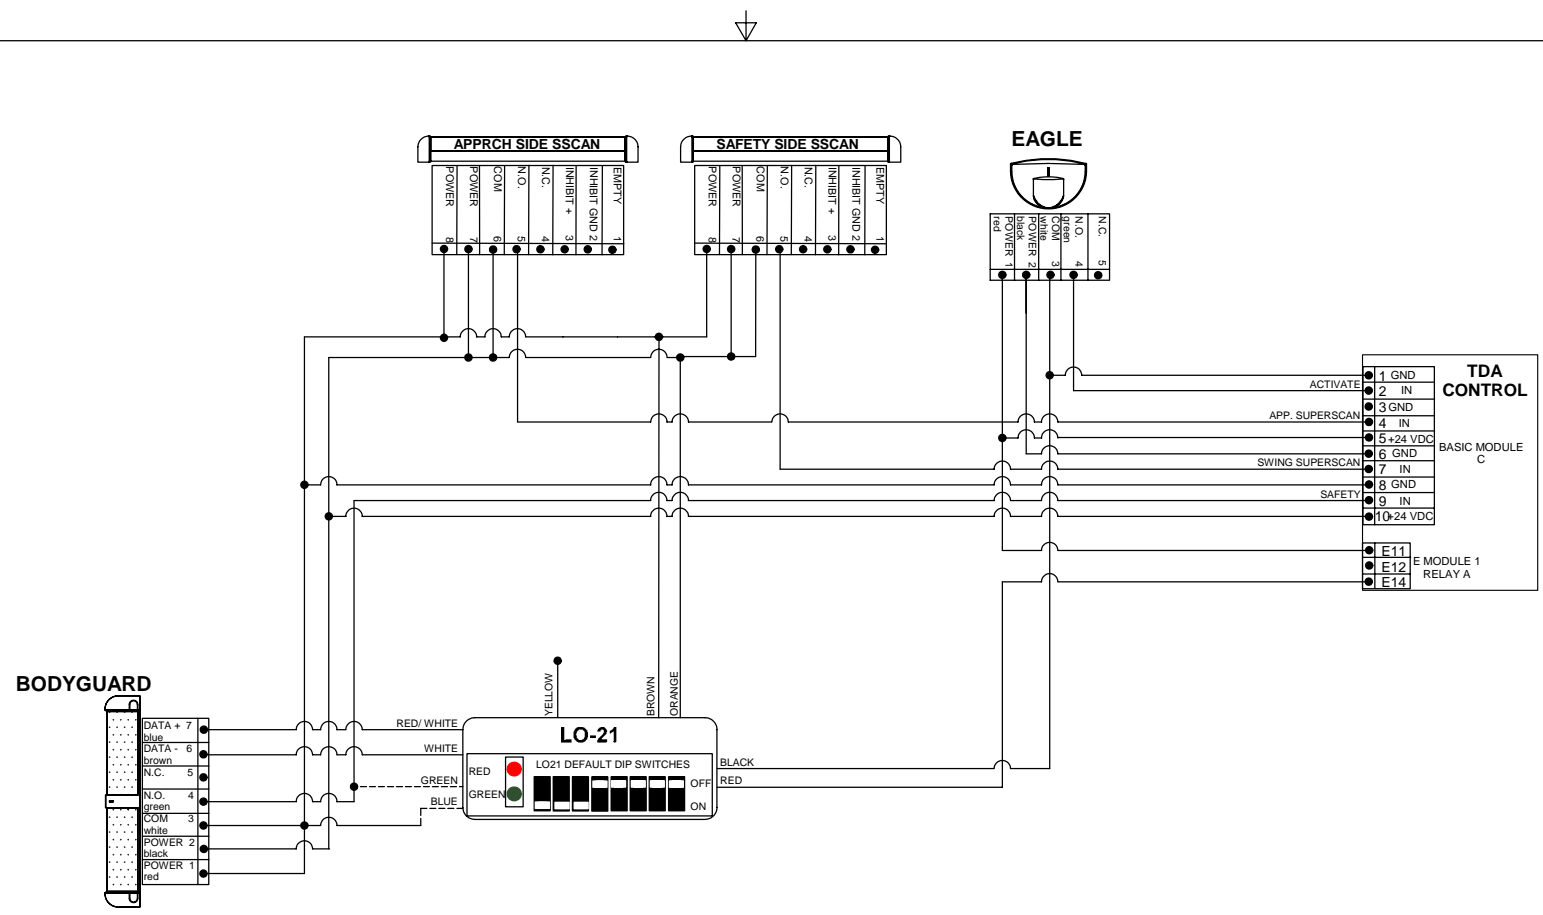 APPRCH SIDE SSCAN
POWER 8
POWER 7
COM 6
N.O. 5
N.C. 4
INHIBIT + 3
INHIBIT GND 2
EMPTY 1
SAFETY SIDE SSCAN
POWER 8
POWER 7
COM 6
N.O. 5
N.C. 4
INHIBIT + 3
INHIBIT GND 2
EMPTY 1
EAGLE
POWER 1
red
POWER 2
black
COM 3
white
N.O. 4
green
N.C. 5
TDA
CONTROL
BASIC MODULE
C
ACTIVATE
APP. SUPERSCAN
SWING SUPERSCAN
SAFETY
1 GND
2 IN
3 GND
4 IN
5 +24 VDC
6 GND
7 IN
8 GND
9 IN
10 +24 VDC
E11
E12
E14
E MODULE 1
RELAY A
BODYGUARD
DATA + 7
blue
DATA - 6
brown
N.C. 5
N.O. 4
green
COM 3
white
POWER 2
black
POWER 1
red
RED/ WHITE
WHITE
GREEN
BLUE
YELLOW
BROWN
ORANGE
LO-21
LO21 DEFAULT DIP SWITCHES
RED
GREEN
OFF
ON
BLACK
RED